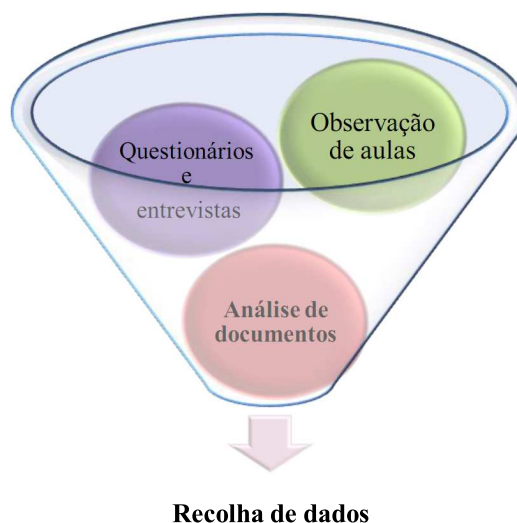 Observação
de aulas
Questionários
e
entrevistas
Análise de
documentos
Recolha de dados